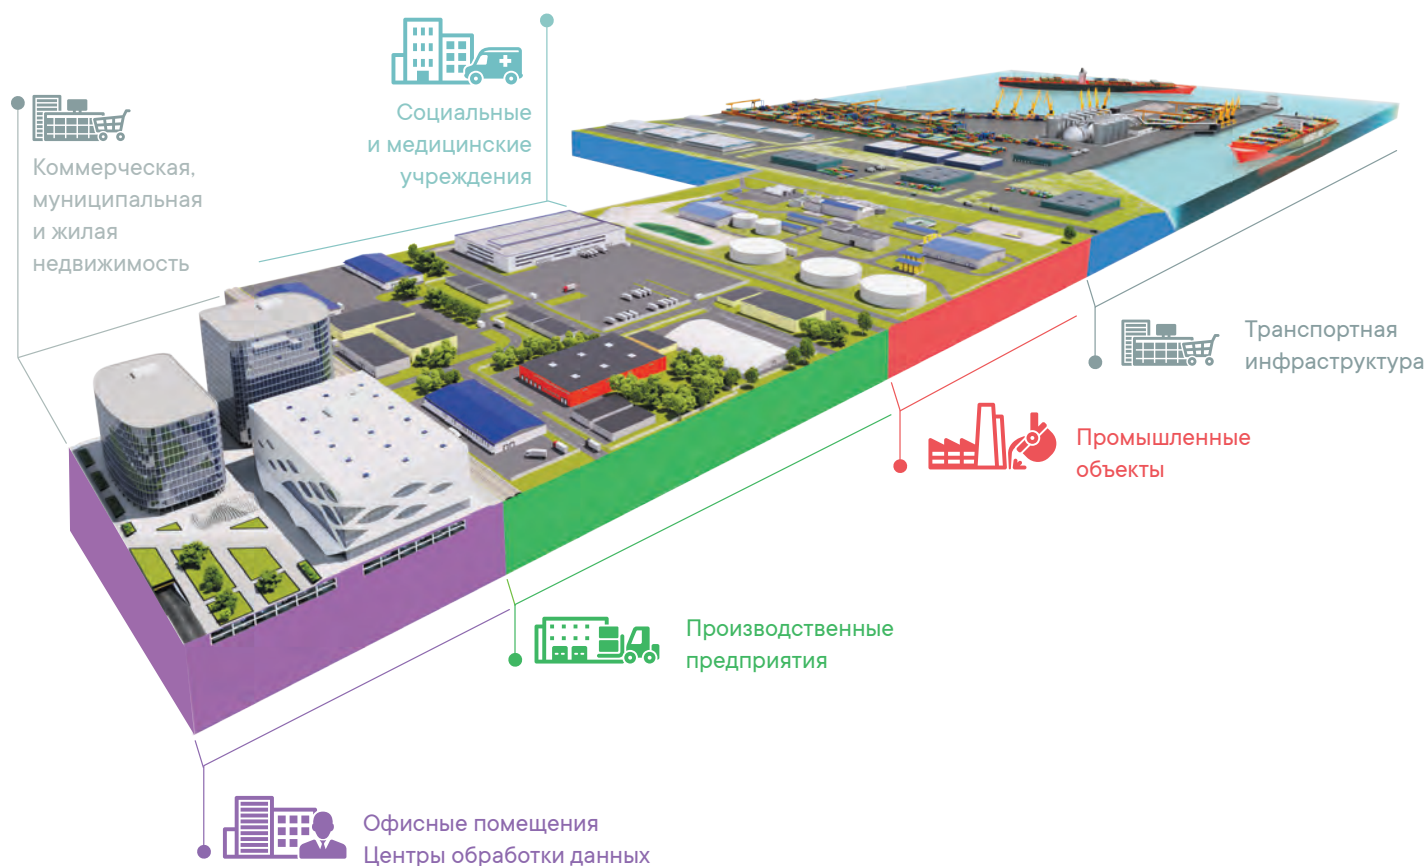 Социальные
и медицинские
учреждения
Коммерческая,
муниципальная
и жилая
недвижимость
Транспортная
инфраструктура
Промышленные
объекты
Производственные
предприятия
Офисные помещения
Центры обработки данных